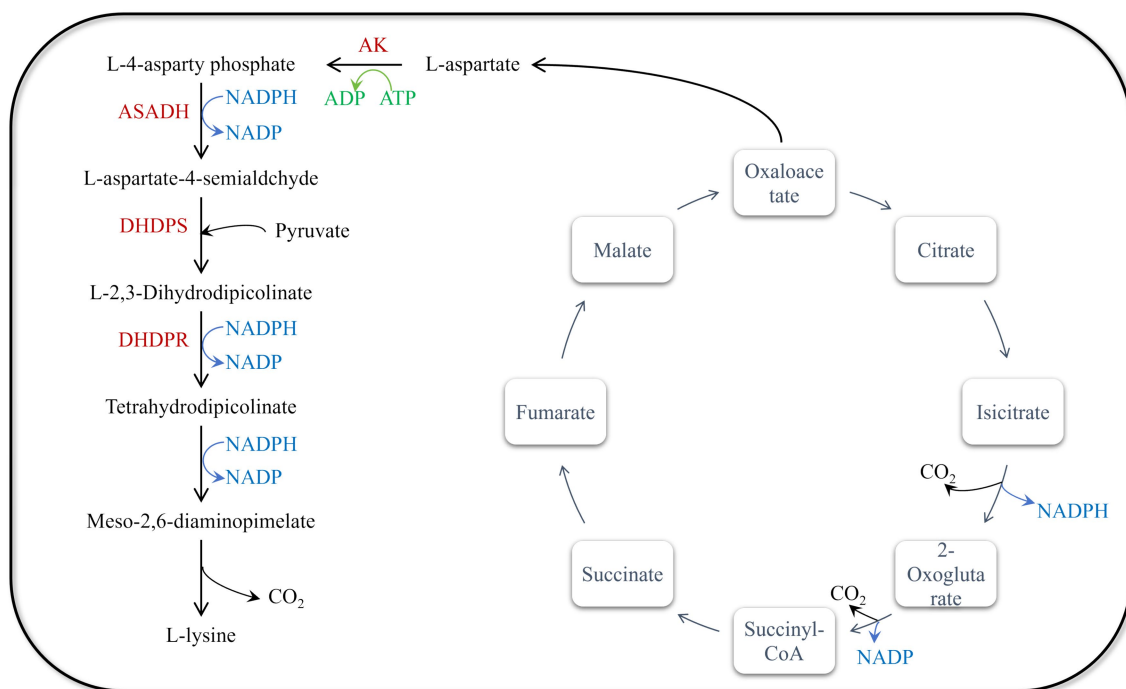 AK
L-4-asparty phosphate
L-aspartate
ADP
ATP
ASADH
NADPH
NADP
L-aspartate-4-semialdchyde
DHDPS
Pyruvate
L-2,3-Dihydrodipicolinate
DHDPR
NADPH
NADP
Tetrahydrodipicolinate
NADPH
NADP
Meso-2,6-diaminopimelate
CO2
L-lysine
Oxaloace
tate
Citrate
Isicitrate
CO2
NADPH
2-
Oxogluta
rate
CO2
NADP
Succinyl-
CoA
Succinate
Fumarate
Malate